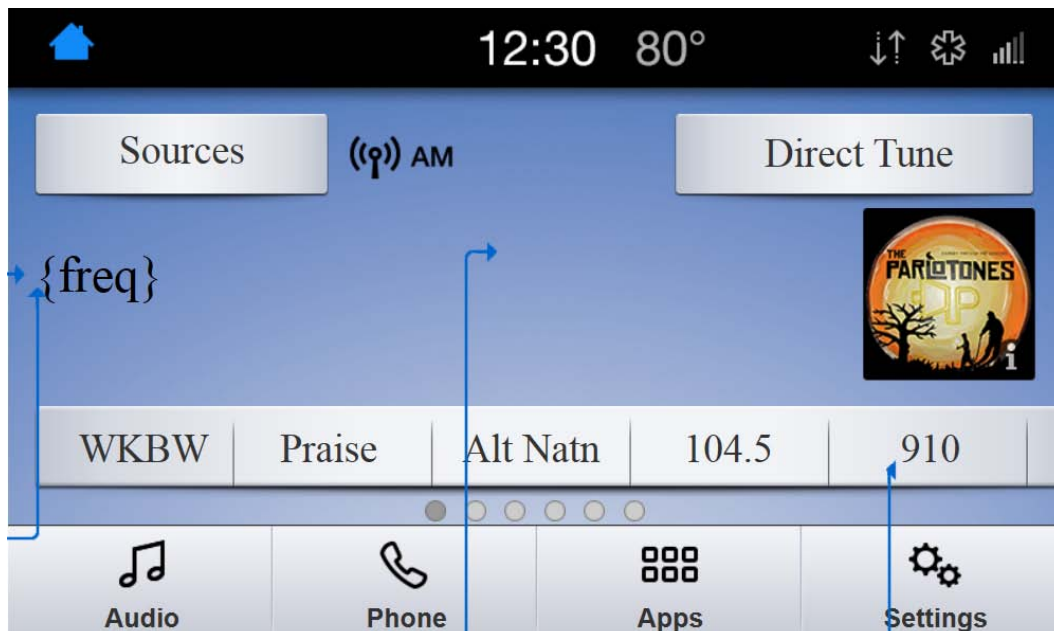 12:30 80°
Sources AM Direct Tune
THE
PARLOTONES
{freq}
i
WKBW Praise Alt Natn 104.5 910
Audio Phone Apps Settings